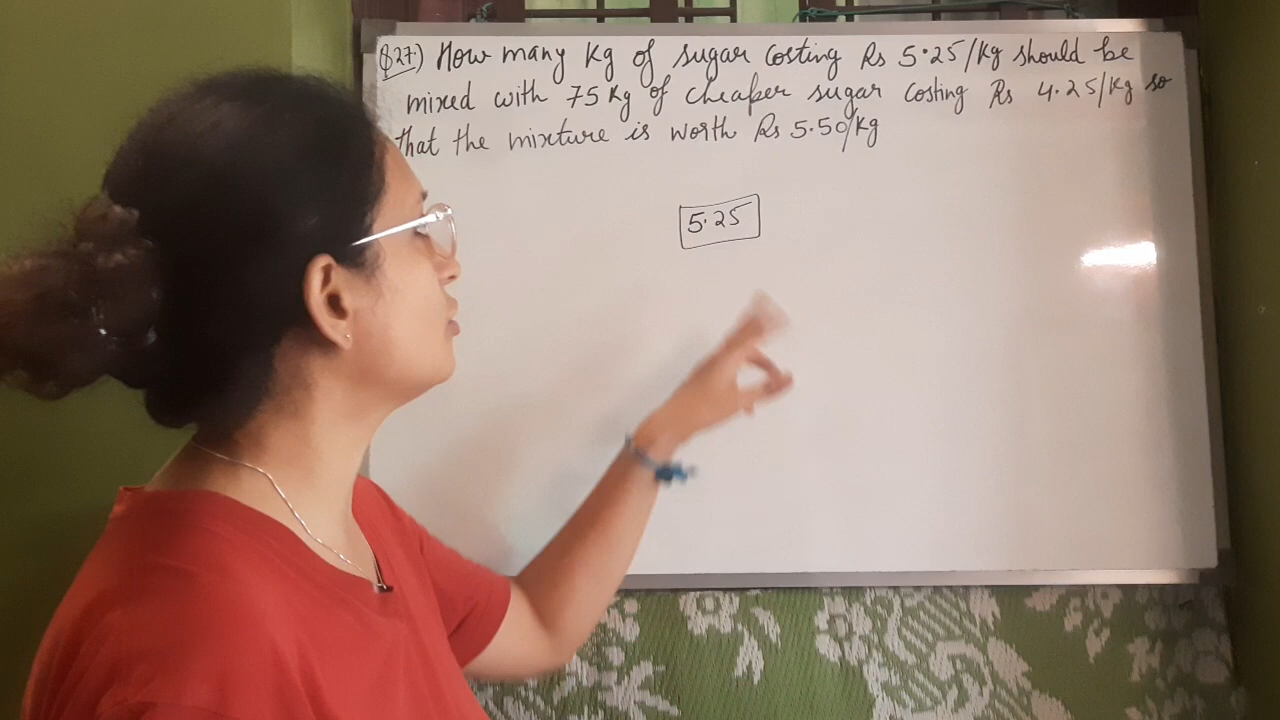 Q27.) How many Kg of sugar costing Rs 5.25/Kg should be
mixed with 75 Kg of cheaper sugar costing Rs 4.25/Kg so
that the mixture is worth Rs 5.50/Kg
5.25